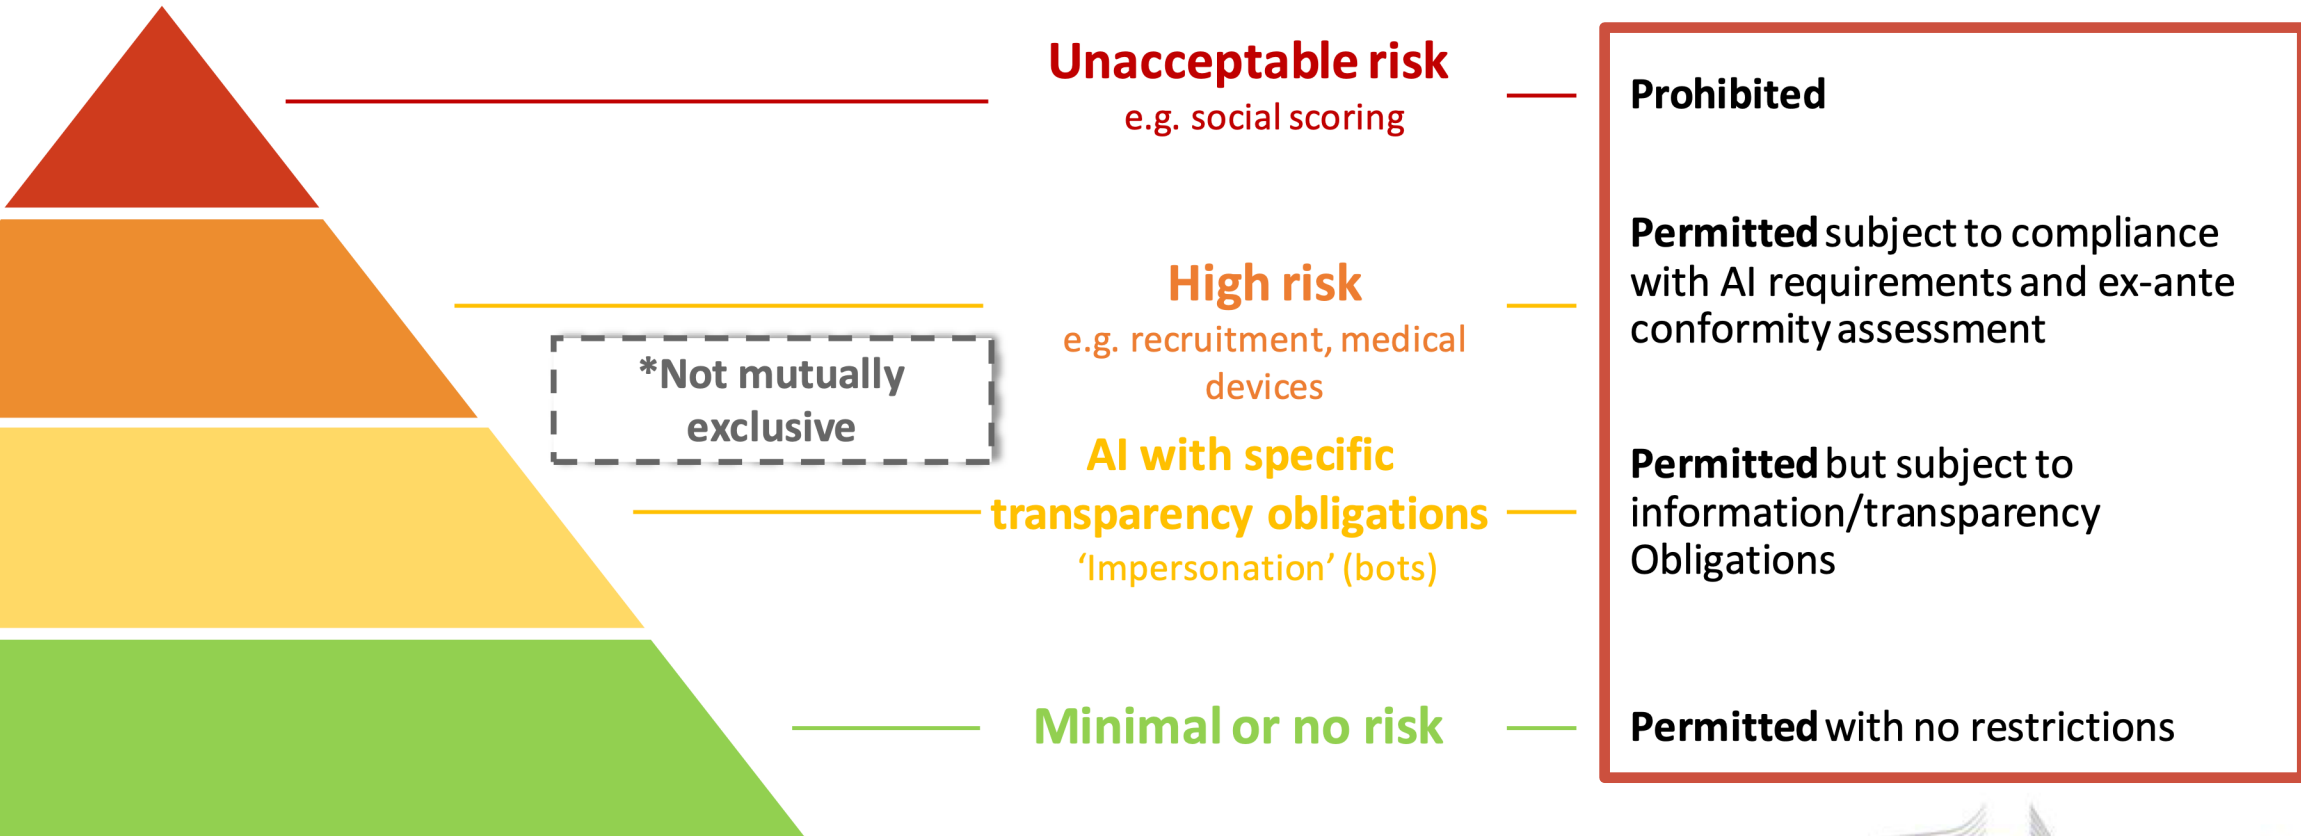 Unacceptable risk
e.g. social scoring
Prohibited
High risk
e.g. recruitment, medical
devices
Permitted subject to compliance
with AI requirements and ex-ante
conformity assessment
*Not mutually
exclusive
AI with specific
transparency obligations
‘Impersonation’ (bots)
Permitted but subject to
information/transparency
Obligations
Minimal or no risk
Permitted with no restrictions